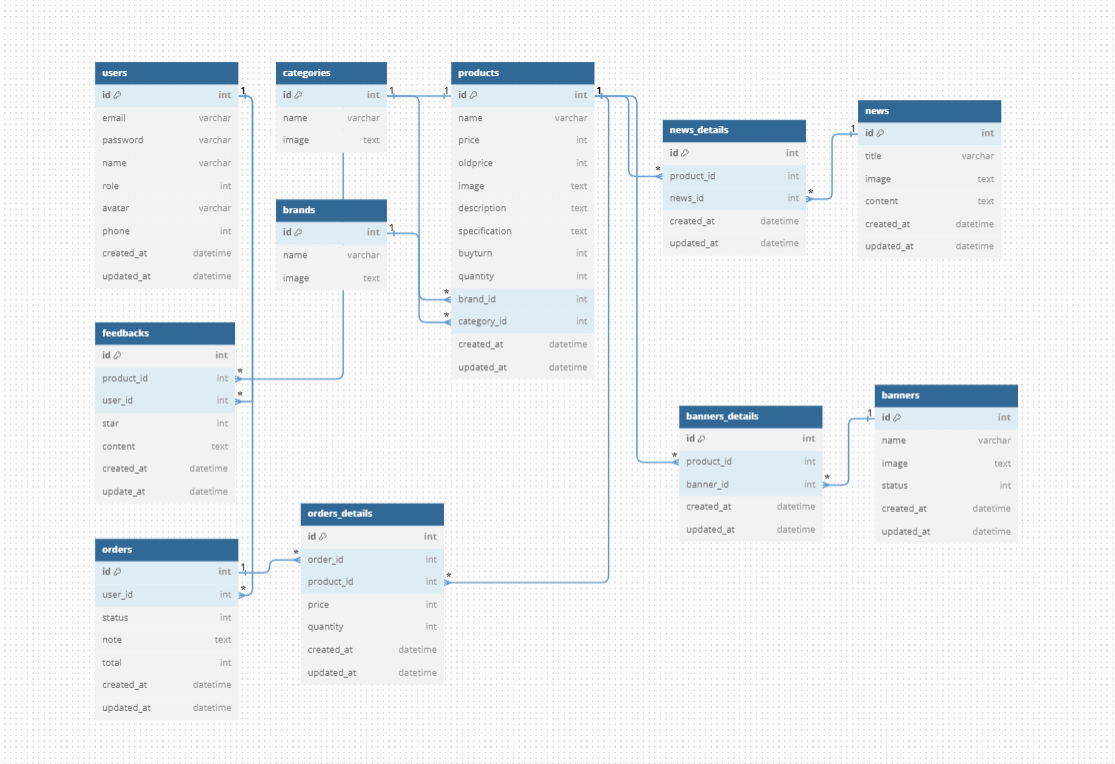 users
id int
email varchar
password varchar
name varchar
role int
avatar varchar
phone int
created_at datetime
updated_at datetime
categories
id int
name varchar
image text
brands
id int
name varchar
image text
products
id int
name varchar
price int
oldprice int
image text
description text
specification text
buyturn int
quantity int
brand_id int
category_id int
created_at datetime
updated_at datetime
news_details
id int
product_id int
news_id int
created_at datetime
updated_at datetime
news
id int
title varchar
image text
content text
created_at datetime
updated_at datetime
feedbacks
id int
product_id int
user_id int
star int
content text
created_at datetime
update_at datetime
orders
id int
user_id int
status int
note text
total int
created_at datetime
updated_at datetime
orders_details
id int
order_id int
product_id int
price int
quantity int
created_at datetime
updated_at datetime
banners_details
id int
product_id int
banner_id int
created_at datetime
updated_at datetime
banners
id int
name varchar
image text
status int
created_at datetime
updated_at datetime
1
1
1
1
1
1
1
1
*
*
*
*
*
*
*
*
*
*
*